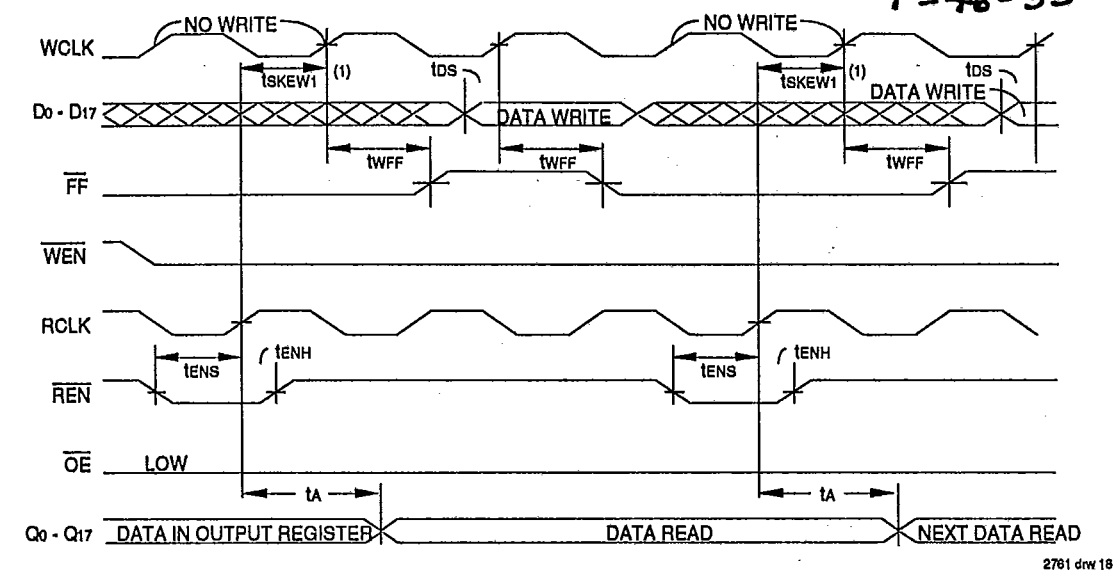 NO WRITE NO WRITE
WCLK
tSKEW1 (1) tDS tSKEW1 (1) tDS
DATA WRITE
D0 - D17 DATA WRITE
tWFF tWFF tWFF
FF
WEN
RCLK
tENS tENH tENS tENH
REN
OE LOW
tA tA
Q0 - Q17 DATA IN OUTPUT REGISTER DATA READ NEXT DATA READ
2761 drw 18